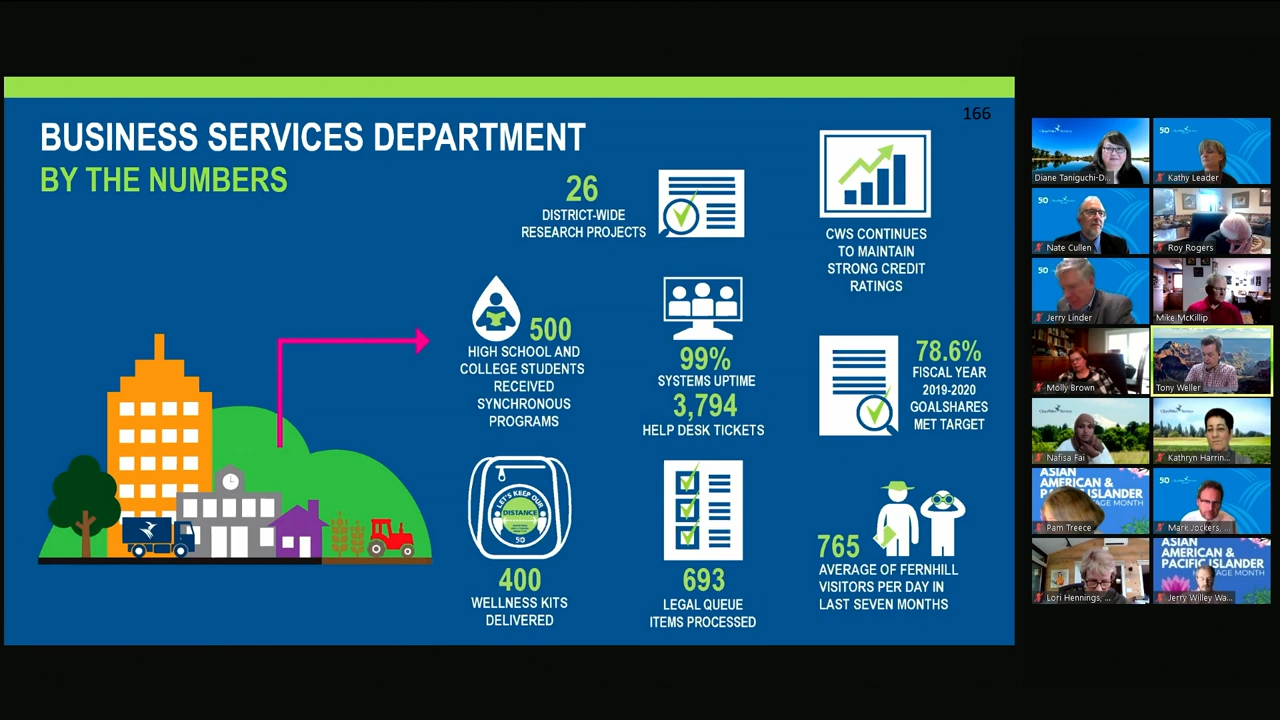 166
BUSINESS SERVICES DEPARTMENT
BY THE NUMBERS
26
DISTRICT-WIDE
RESEARCH PROJECTS
CWS CONTINUES
TO MAINTAIN
STRONG CREDIT
RATINGS
500
HIGH SCHOOL AND
COLLEGE STUDENTS
RECEIVED
SYNCHRONOUS
PROGRAMS
99%
SYSTEMS UPTIME
3,794
HELP DESK TICKETS
78.6%
FISCAL YEAR
2019-2020
GOALSHARES
MET TARGET
LET'S KEEP OUR
DISTANCE
50
400
WELLNESS KITS
DELIVERED
693
LEGAL QUEUE
ITEMS PROCESSED
765
AVERAGE OF FERNHILL
VISITORS PER DAY IN
LAST SEVEN MONTHS
Diane Taniguchi-D...
50
Kathy Leader
50
Nate Cullen
Roy Rogers
50
Jerry Linder
Mike McKillip
Molly Brown
Tony Weller
Nafisa Fai
Kathryn Harrin...
ASIAN
AMERICAN &
PACIFIC ISLANDER
Pam Treece
50
Mark Jockers, ...
Lori Hennings, ...
ASIAN
AMERICAN &
PACIFIC ISLANDER
HERITAGE MONTH
Jerry Willey Wa...